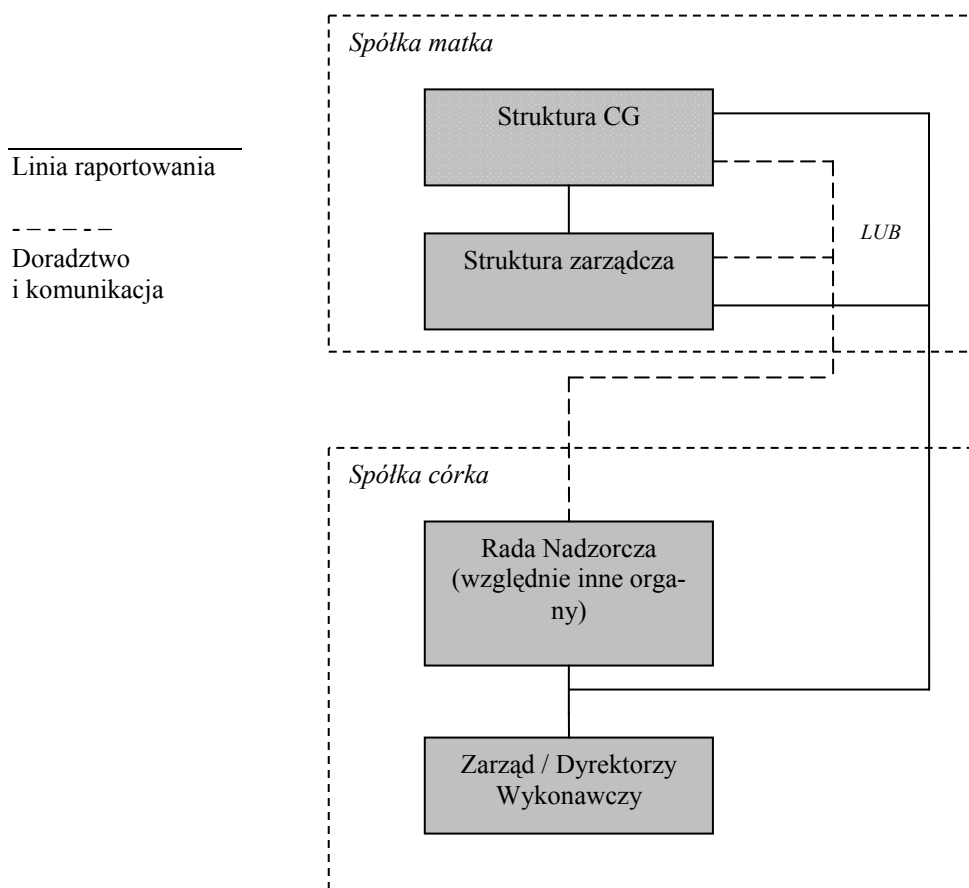 Spółka matka
Struktura CG
Linia raportowania
Struktura zarządcza
LUB
Doradztwo
i komunikacja
Spółka córka
Rada Nadzorcza
(względnie inne orga-
ny)
Zarząd / Dyrektorzy
Wykonawczy